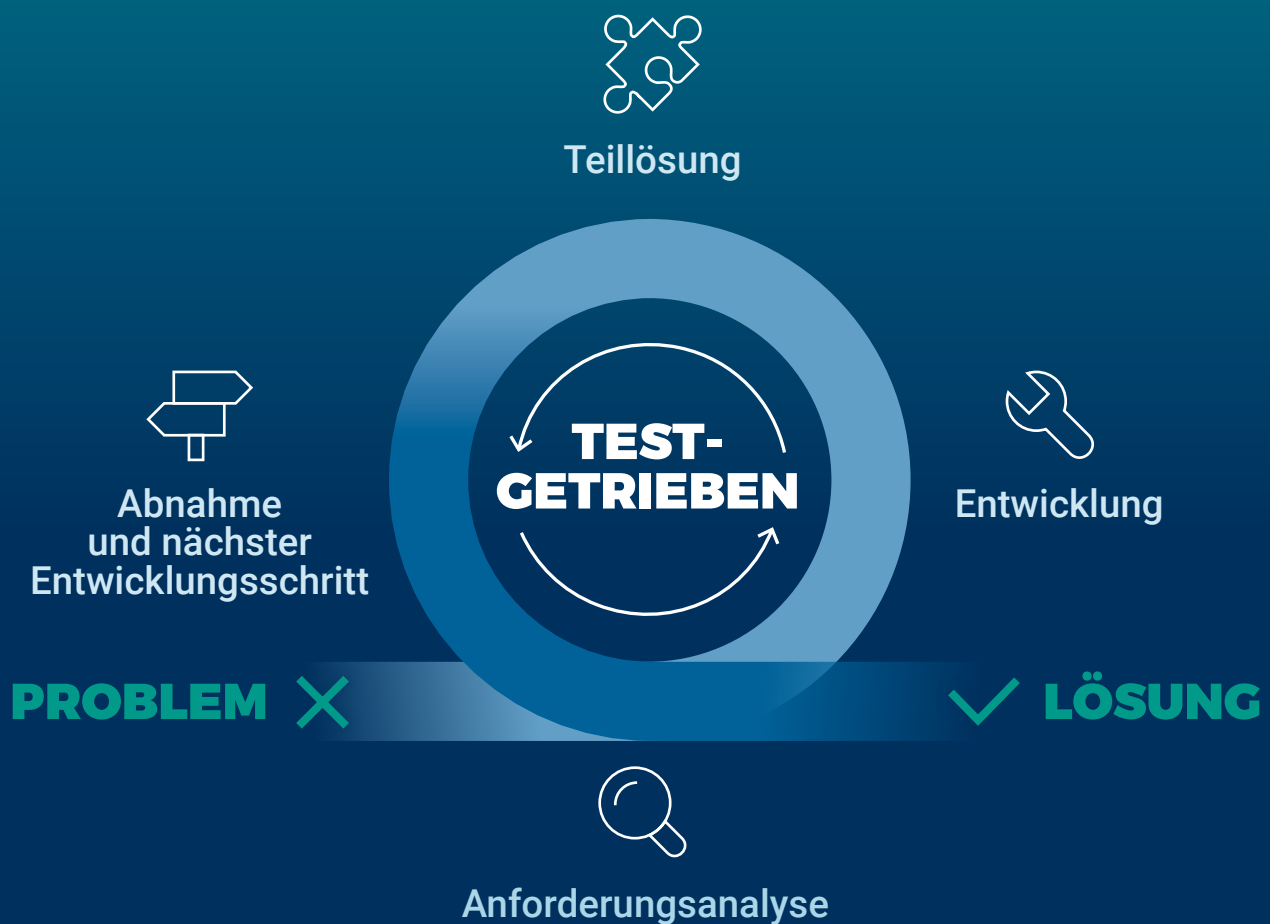 Teillösung
TEST-
GETRIEBEN
Abnahme
und nächster
Entwicklungsschritt
Entwicklung
PROBLEM
LÖSUNG
Anforderungsanalyse